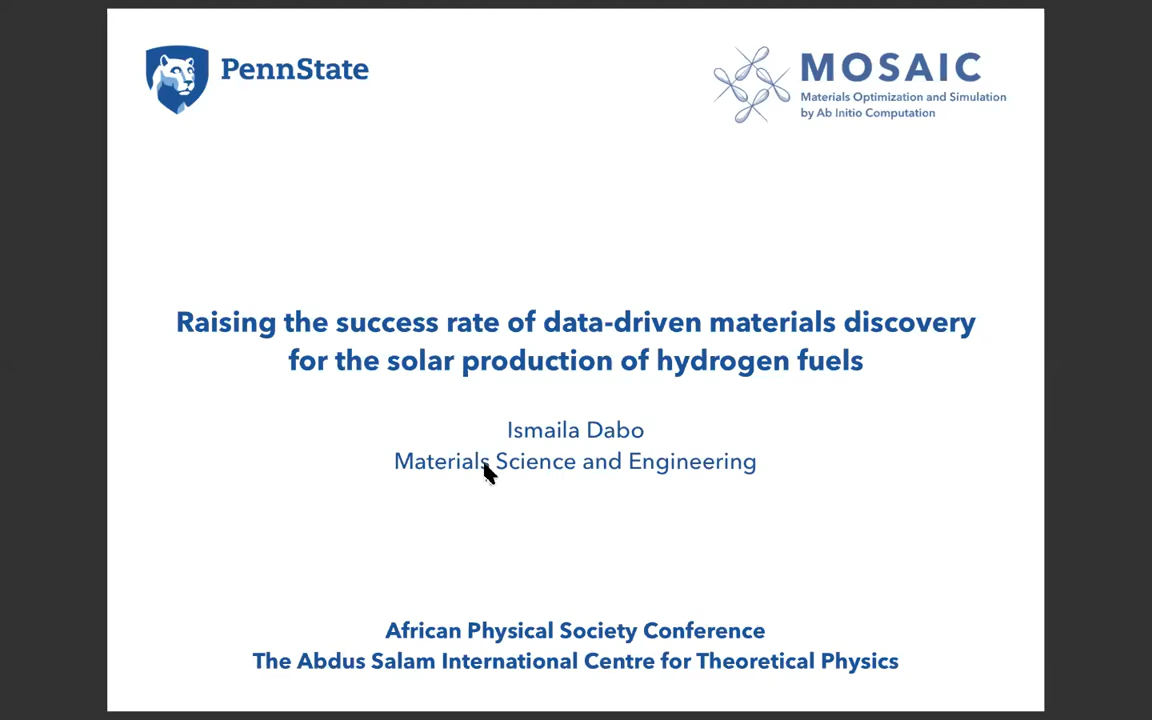 PennState
MOSAIC
Materials Optimization and Simulation
by Ab Initio Computation
Raising the success rate of data-driven materials discovery
for the solar production of hydrogen fuels
Ismaila Dabo
Materials Science and Engineering
African Physical Society Conference
The Abdus Salam International Centre for Theoretical Physics